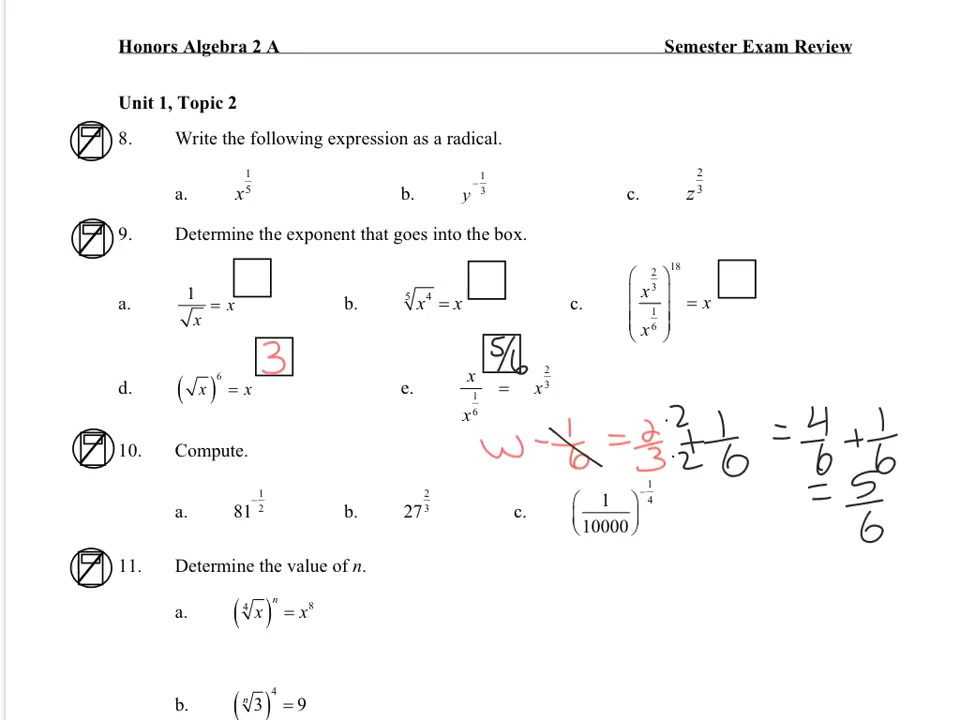 Honors Algebra 2 A Semester Exam Review
Unit 1, Topic 2
8. Write the following expression as a radical.
a. x^(1/5) b. y^(-1/3) c. z^(2/3)
9. Determine the exponent that goes into the box.
a. 1/√x = x^□ b. ⁵√x⁴ = x^□ c. (x^(2/3)/x^(1/6))^18 = x^□
d. (√x)^6 = x^3 e. x^(5/6)/x^(1/6) = x^(2/3)
w - 1/6 = 2/3 ·2/·2 + 1/6 = 4/6 + 1/6
= 5/6
10. Compute.
a. 81^(-1/2) b. 27^(2/3) c. (1/10000)^(-1/4)
11. Determine the value of n.
a. (⁴√x)^n = x^8
b. (ⁿ√3)^4 = 9